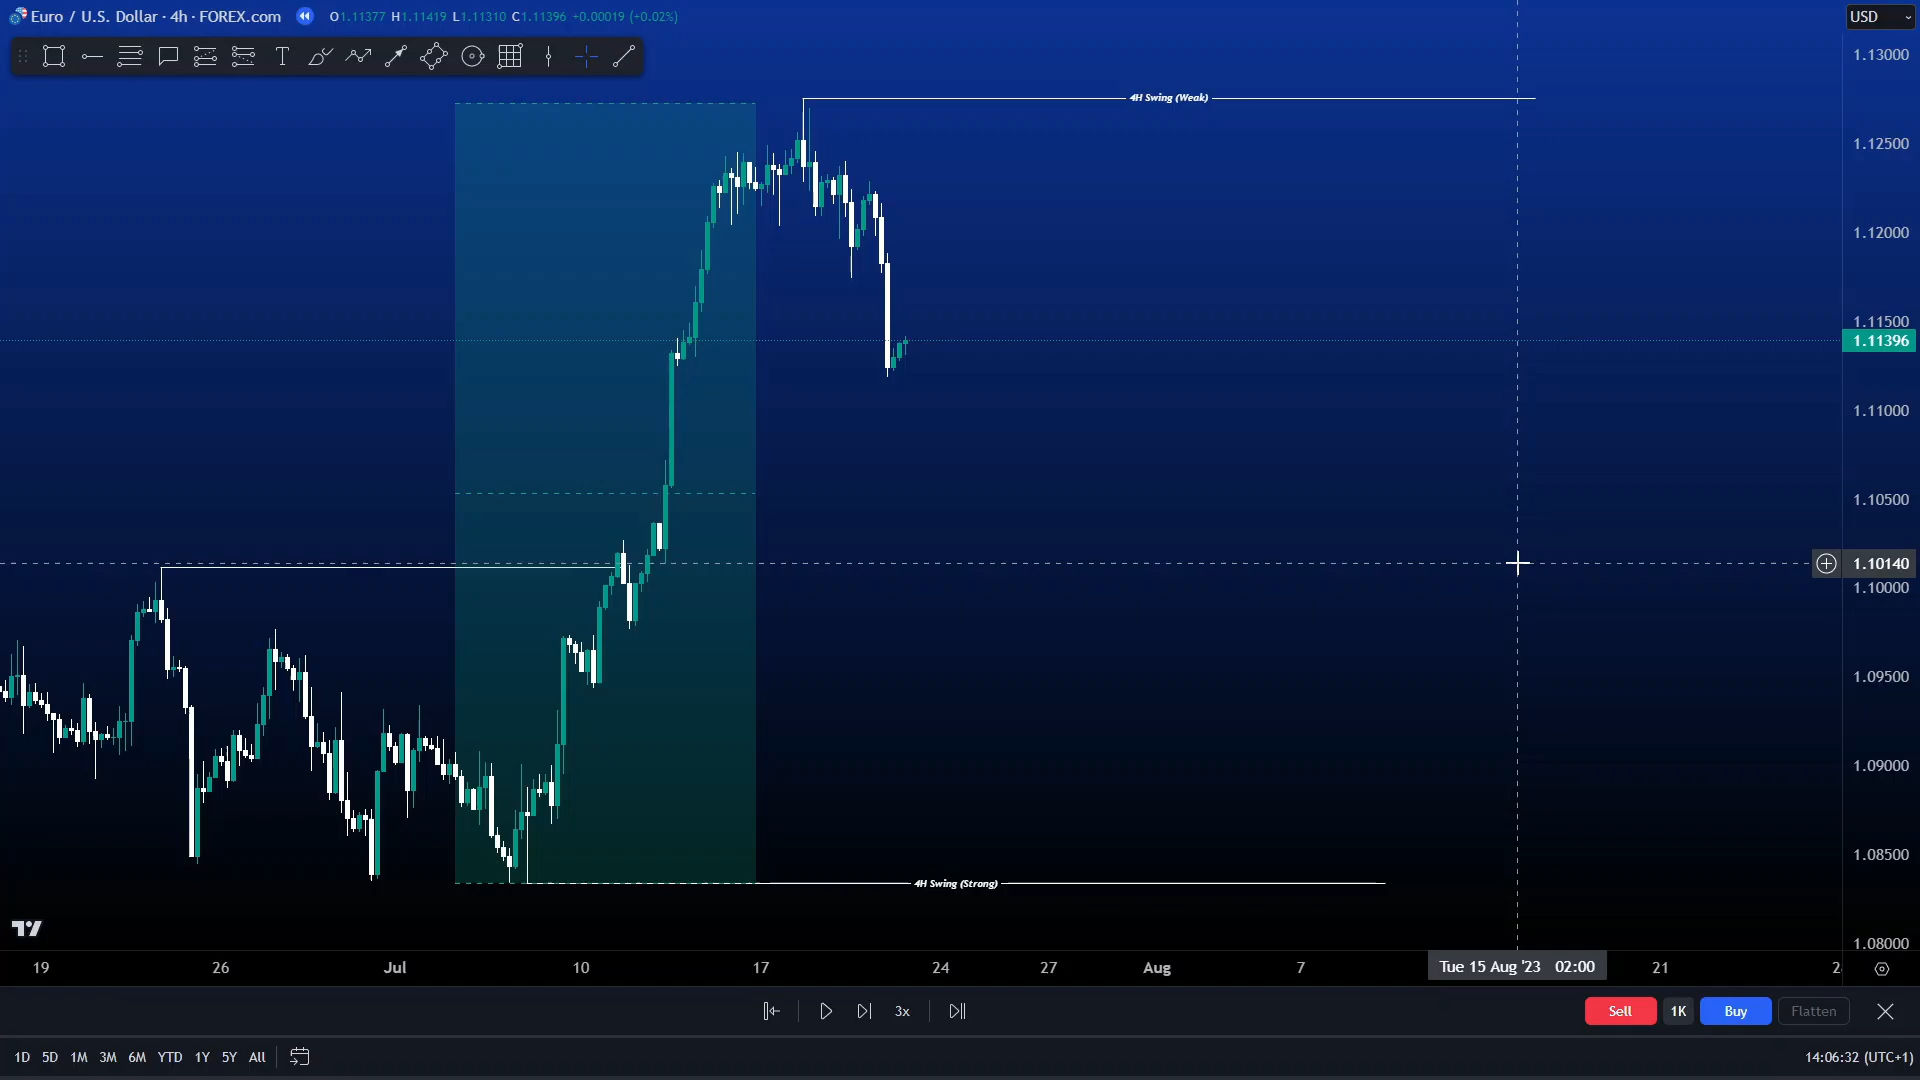 Euro / U.S. Dollar · 4h · FOREX.com O1.11377 H1.11419 L1.11310 C1.11396 +0.00019 (+0.02%)
USD
1.13000
4H Swing (Weak)
1.12500
1.12000
1.11500
1.11396
1.11000
1.10500
1.10140
1.10000
1.09500
1.09000
1.08500
4H Swing (Strong)
1.08000
19 26 Jul 10 17 24 27 Aug 7 Tue 15 Aug '23 02:00 21
3x
Sell 1K Buy Flatten
1D 5D 1M 3M 6M YTD 1Y 5Y All 14:06:32 (UTC+1)